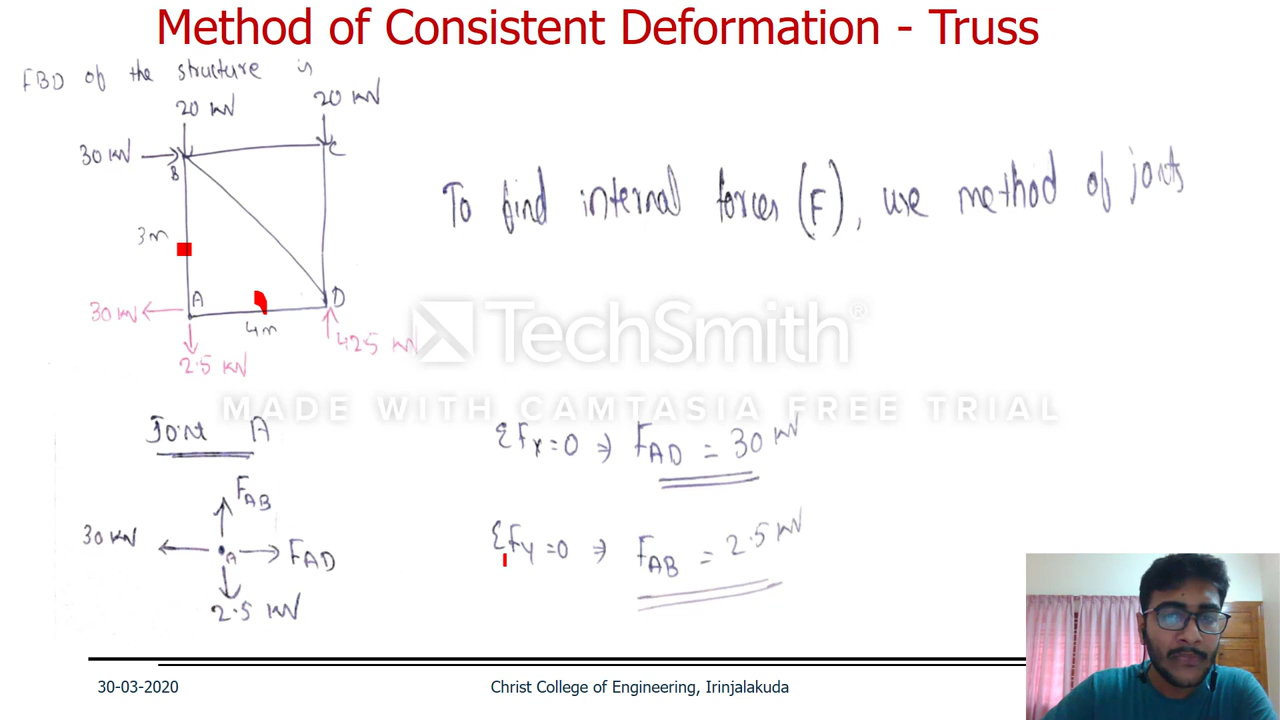 Method of Consistent Deformation - Truss
FBD of the structure is
20 kN
20 kN
30 kN
B
C
To find internal forces (F), use method of joints
3m
A
D
30 kN
4m
42.5 kN
2.5 kN
TechSmith®
MADE WITH CAMTASIA FREE TRIAL
Joint A
FAB
30 kN
A
FAD
2.5 kN
ΣFx=0 ⇒ FAD = 30 kN
ΣFy=0 ⇒ FAB = 2.5 kN
30-03-2020
Christ College of Engineering, Irinjalakuda